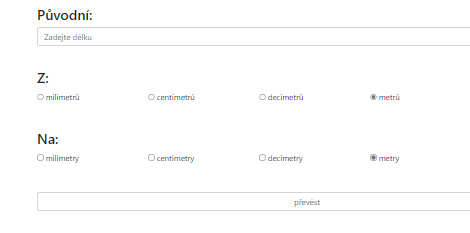 Původní:
Zadejte délku
Z:
milimetrů centimetrů decimetrů metrů
Na:
milimetry centimetry decimetry metry
převést